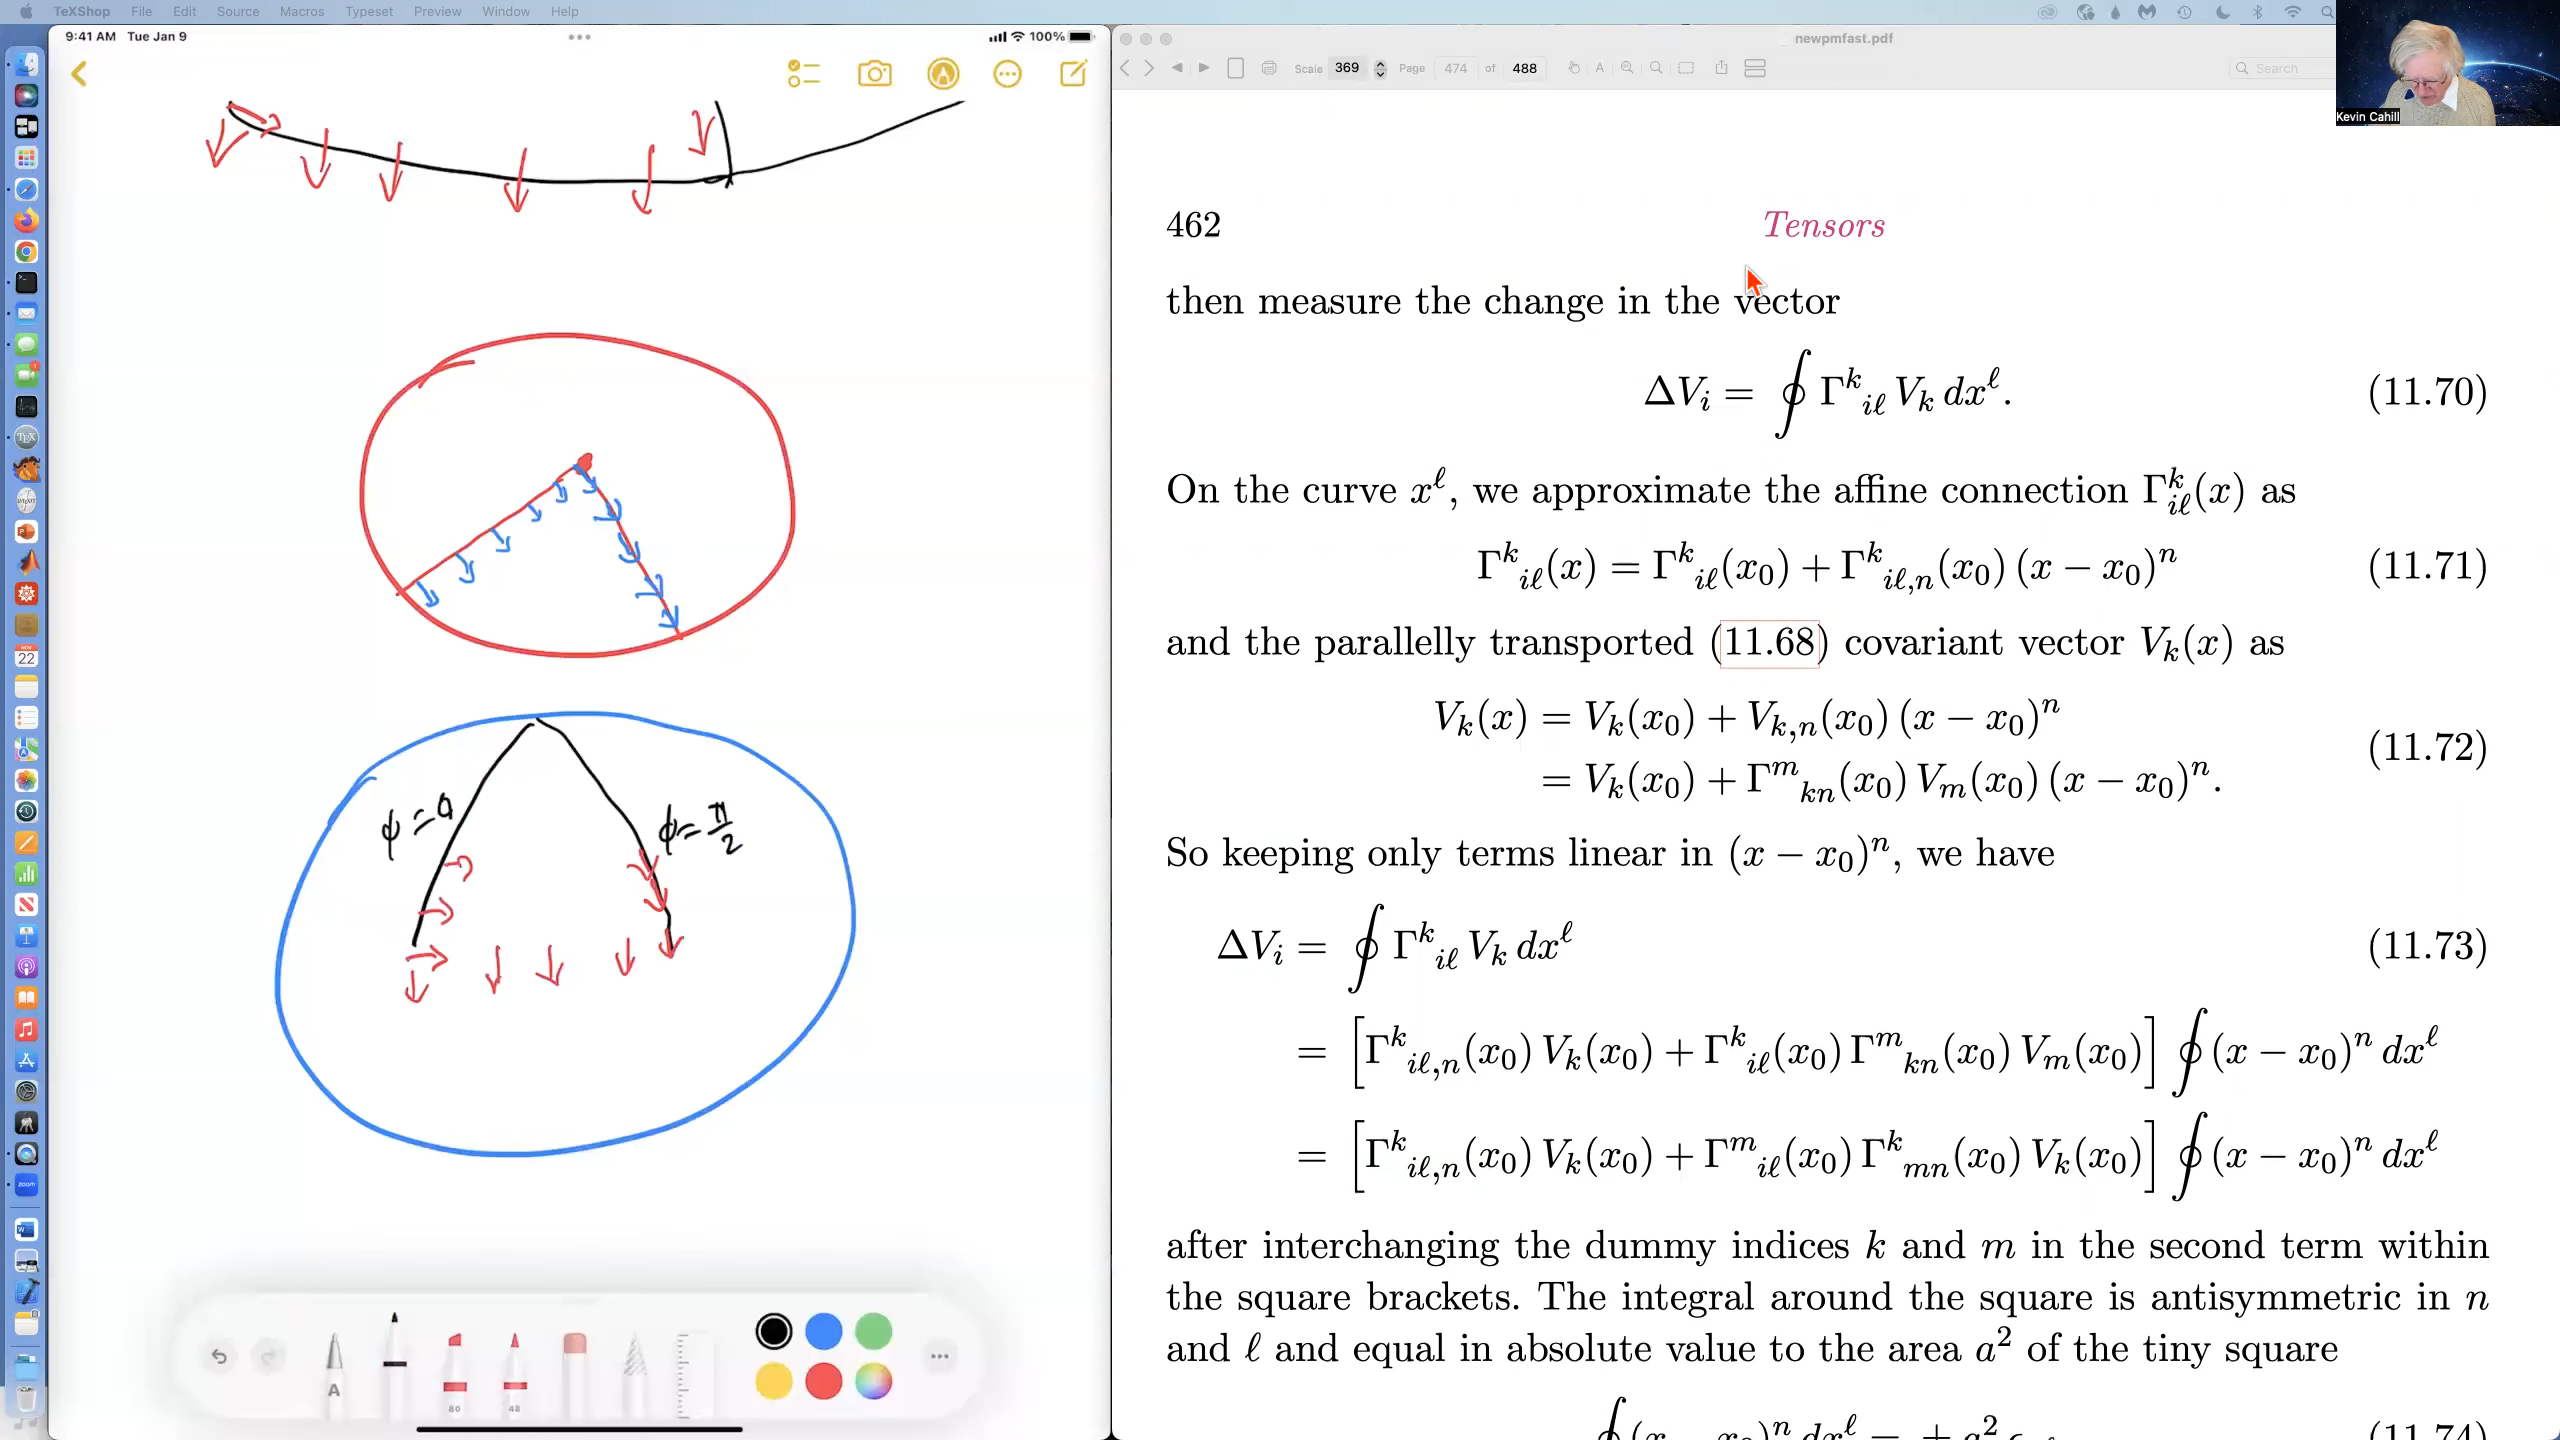 TeXShop File Edit Source Macros Typeset Preview Window Help
9:41 AM Tue Jan 9
100%
newpmfast.pdf
Scale 369 Page 474 of 488
Search
Kevin Cahill
ϕ = 0
ϕ = π/2
A
80
48
NOV
22
TEX
zoom
462 Tensors
then measure the change in the vector
ΔV_i = ∮ Γ^k_{iℓ} V_k dx^ℓ. (11.70)
On the curve x^ℓ, we approximate the affine connection Γ^k_{iℓ}(x) as
Γ^k_{iℓ}(x) = Γ^k_{iℓ}(x_0) + Γ^k_{iℓ,n}(x_0) (x − x_0)^n (11.71)
and the parallelly transported (11.68) covariant vector V_k(x) as
V_k(x) = V_k(x_0) + V_{k,n}(x_0) (x − x_0)^n
= V_k(x_0) + Γ^m_{kn}(x_0) V_m(x_0) (x − x_0)^n. (11.72)
So keeping only terms linear in (x − x_0)^n, we have
ΔV_i = ∮ Γ^k_{iℓ} V_k dx^ℓ (11.73)
= [Γ^k_{iℓ,n}(x_0) V_k(x_0) + Γ^k_{iℓ}(x_0) Γ^m_{kn}(x_0) V_m(x_0)] ∮ (x − x_0)^n dx^ℓ
= [Γ^k_{iℓ,n}(x_0) V_k(x_0) + Γ^m_{iℓ}(x_0) Γ^k_{mn}(x_0) V_k(x_0)] ∮ (x − x_0)^n dx^ℓ
after interchanging the dummy indices k and m in the second term within
the square brackets. The integral around the square is antisymmetric in n
and ℓ and equal in absolute value to the area a² of the tiny square